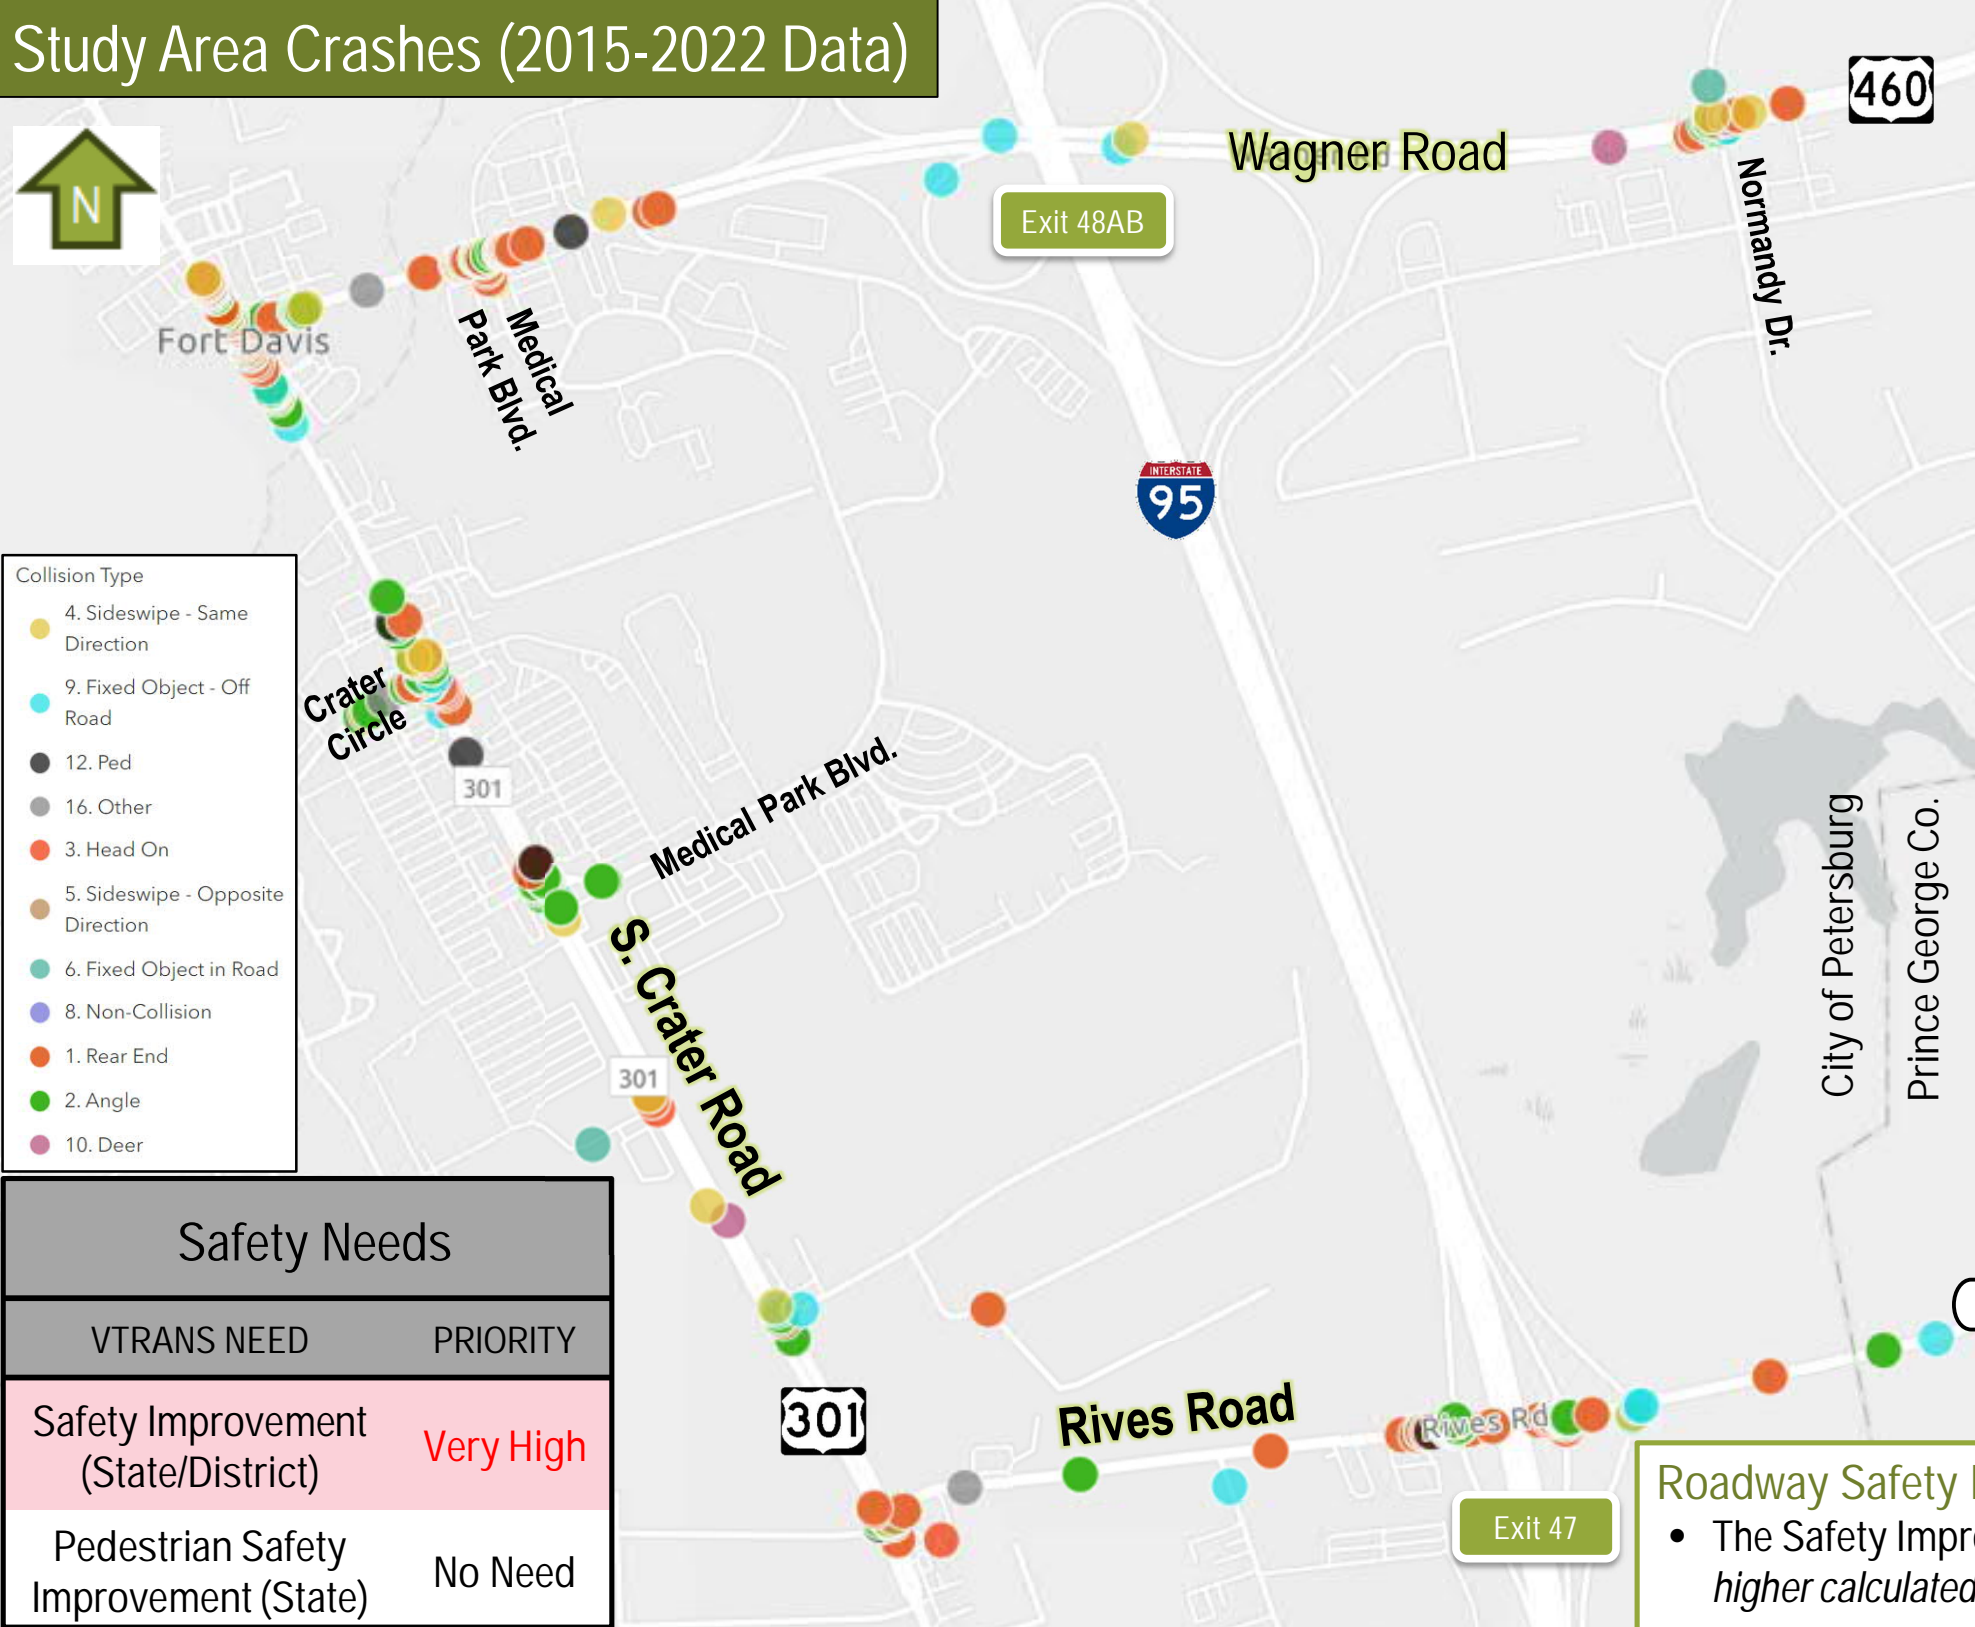 Study Area Crashes (2015-2022 Data)
N
460
Wagner Road
Exit 48AB
Normandy Dr.
Fort Davis
Medical
Park Blvd.
INTERSTATE
95
Collision Type
4. Sideswipe - Same
Direction
9. Fixed Object - Off
Road
12. Ped
16. Other
3. Head On
5. Sideswipe - Opposite
Direction
6. Fixed Object in Road
8. Non-Collision
1. Rear End
2. Angle
10. Deer
Crater
Circle
301
Medical Park Blvd.
S. Crater Road
301
City of Petersburg
Prince George Co.
Safety Needs
VTRANS NEED PRIORITY
Safety Improvement
(State/District)
Very High
Pedestrian Safety
Improvement (State)
No Need
301
Rives Road
Rives Rd
Exit 47
Roadway Safety
• The Safety
higher calculated